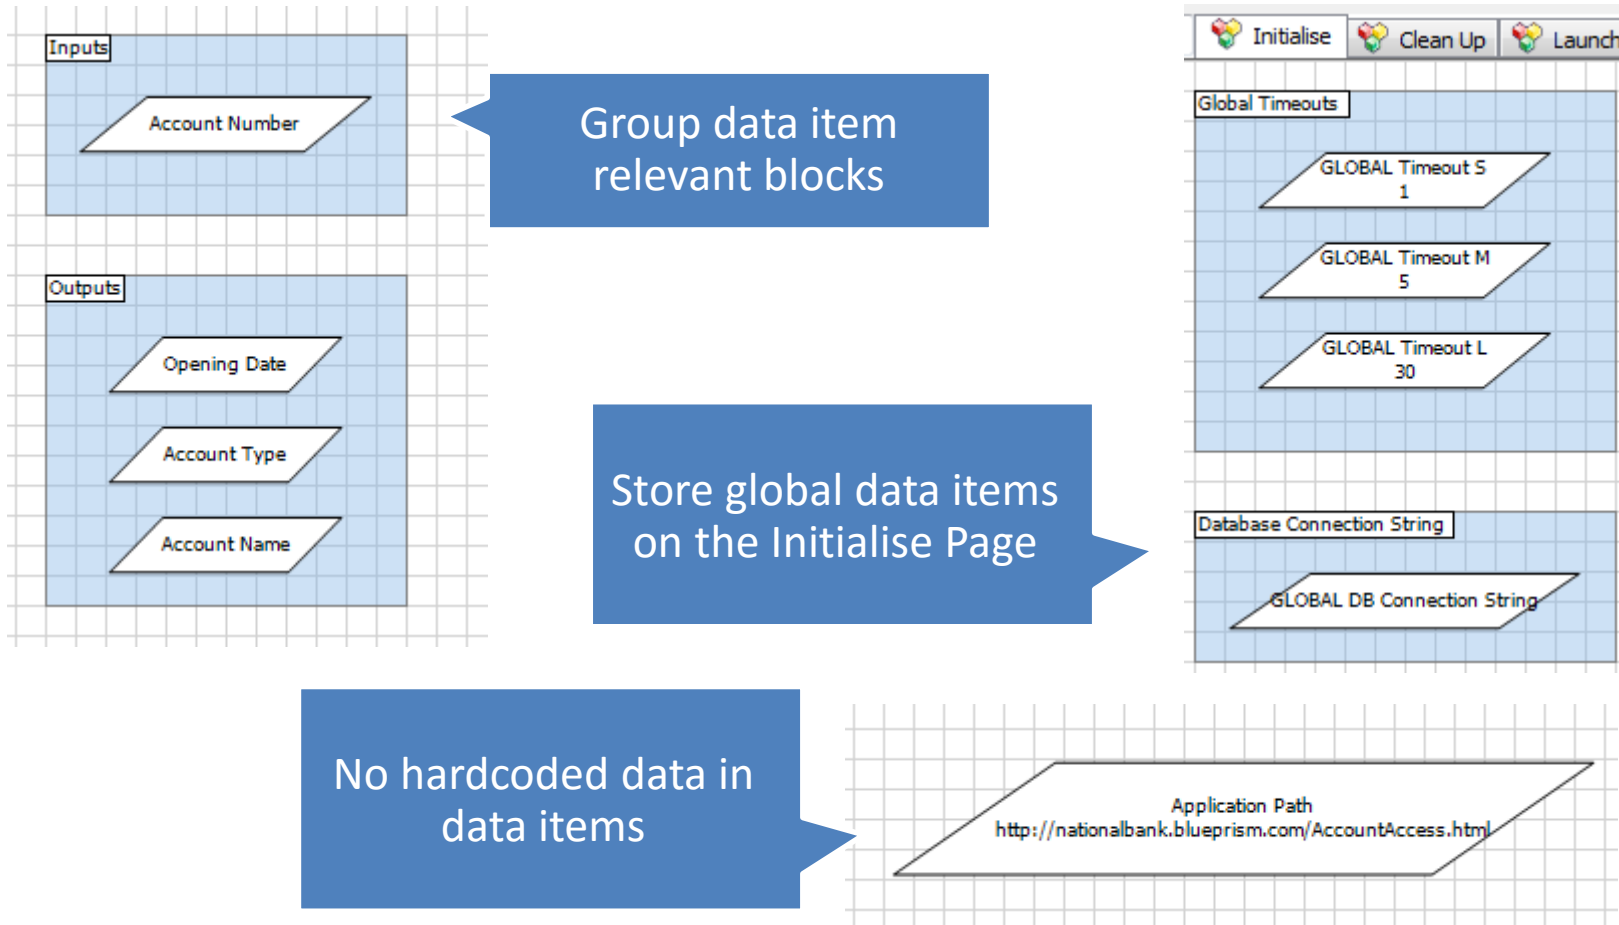 Inputs
Account Number
Outputs
Opening Date
Account Type
Account Name
Group data item
relevant blocks
Initialise
Clean Up
Launch
Global Timeouts
GLOBAL Timeout S
1
GLOBAL Timeout M
5
GLOBAL Timeout L
30
Store global data items
on the Initialise Page
Database Connection String
GLOBAL DB Connection String
No hardcoded data in
data items
Application Path
http://nationalbank.blueprism.com/AccountAccess.html